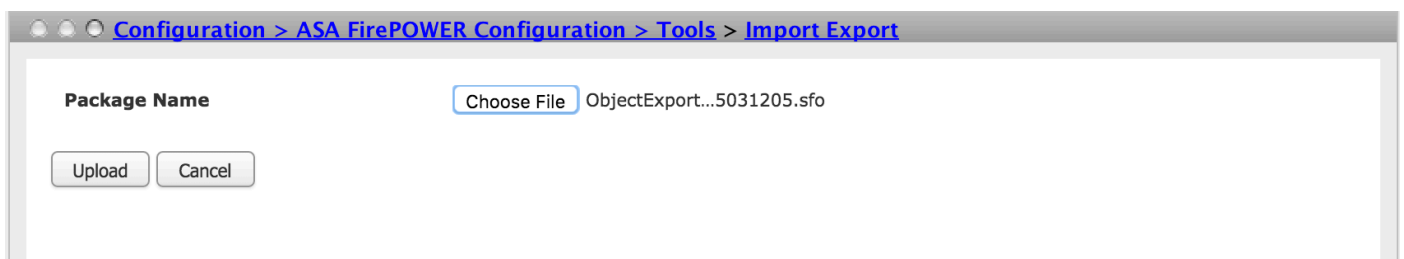 Configuration > ASA FirePOWER Configuration > Tools > Import Export
Package Name Choose File ObjectExport...5031205.sfo
Upload Cancel